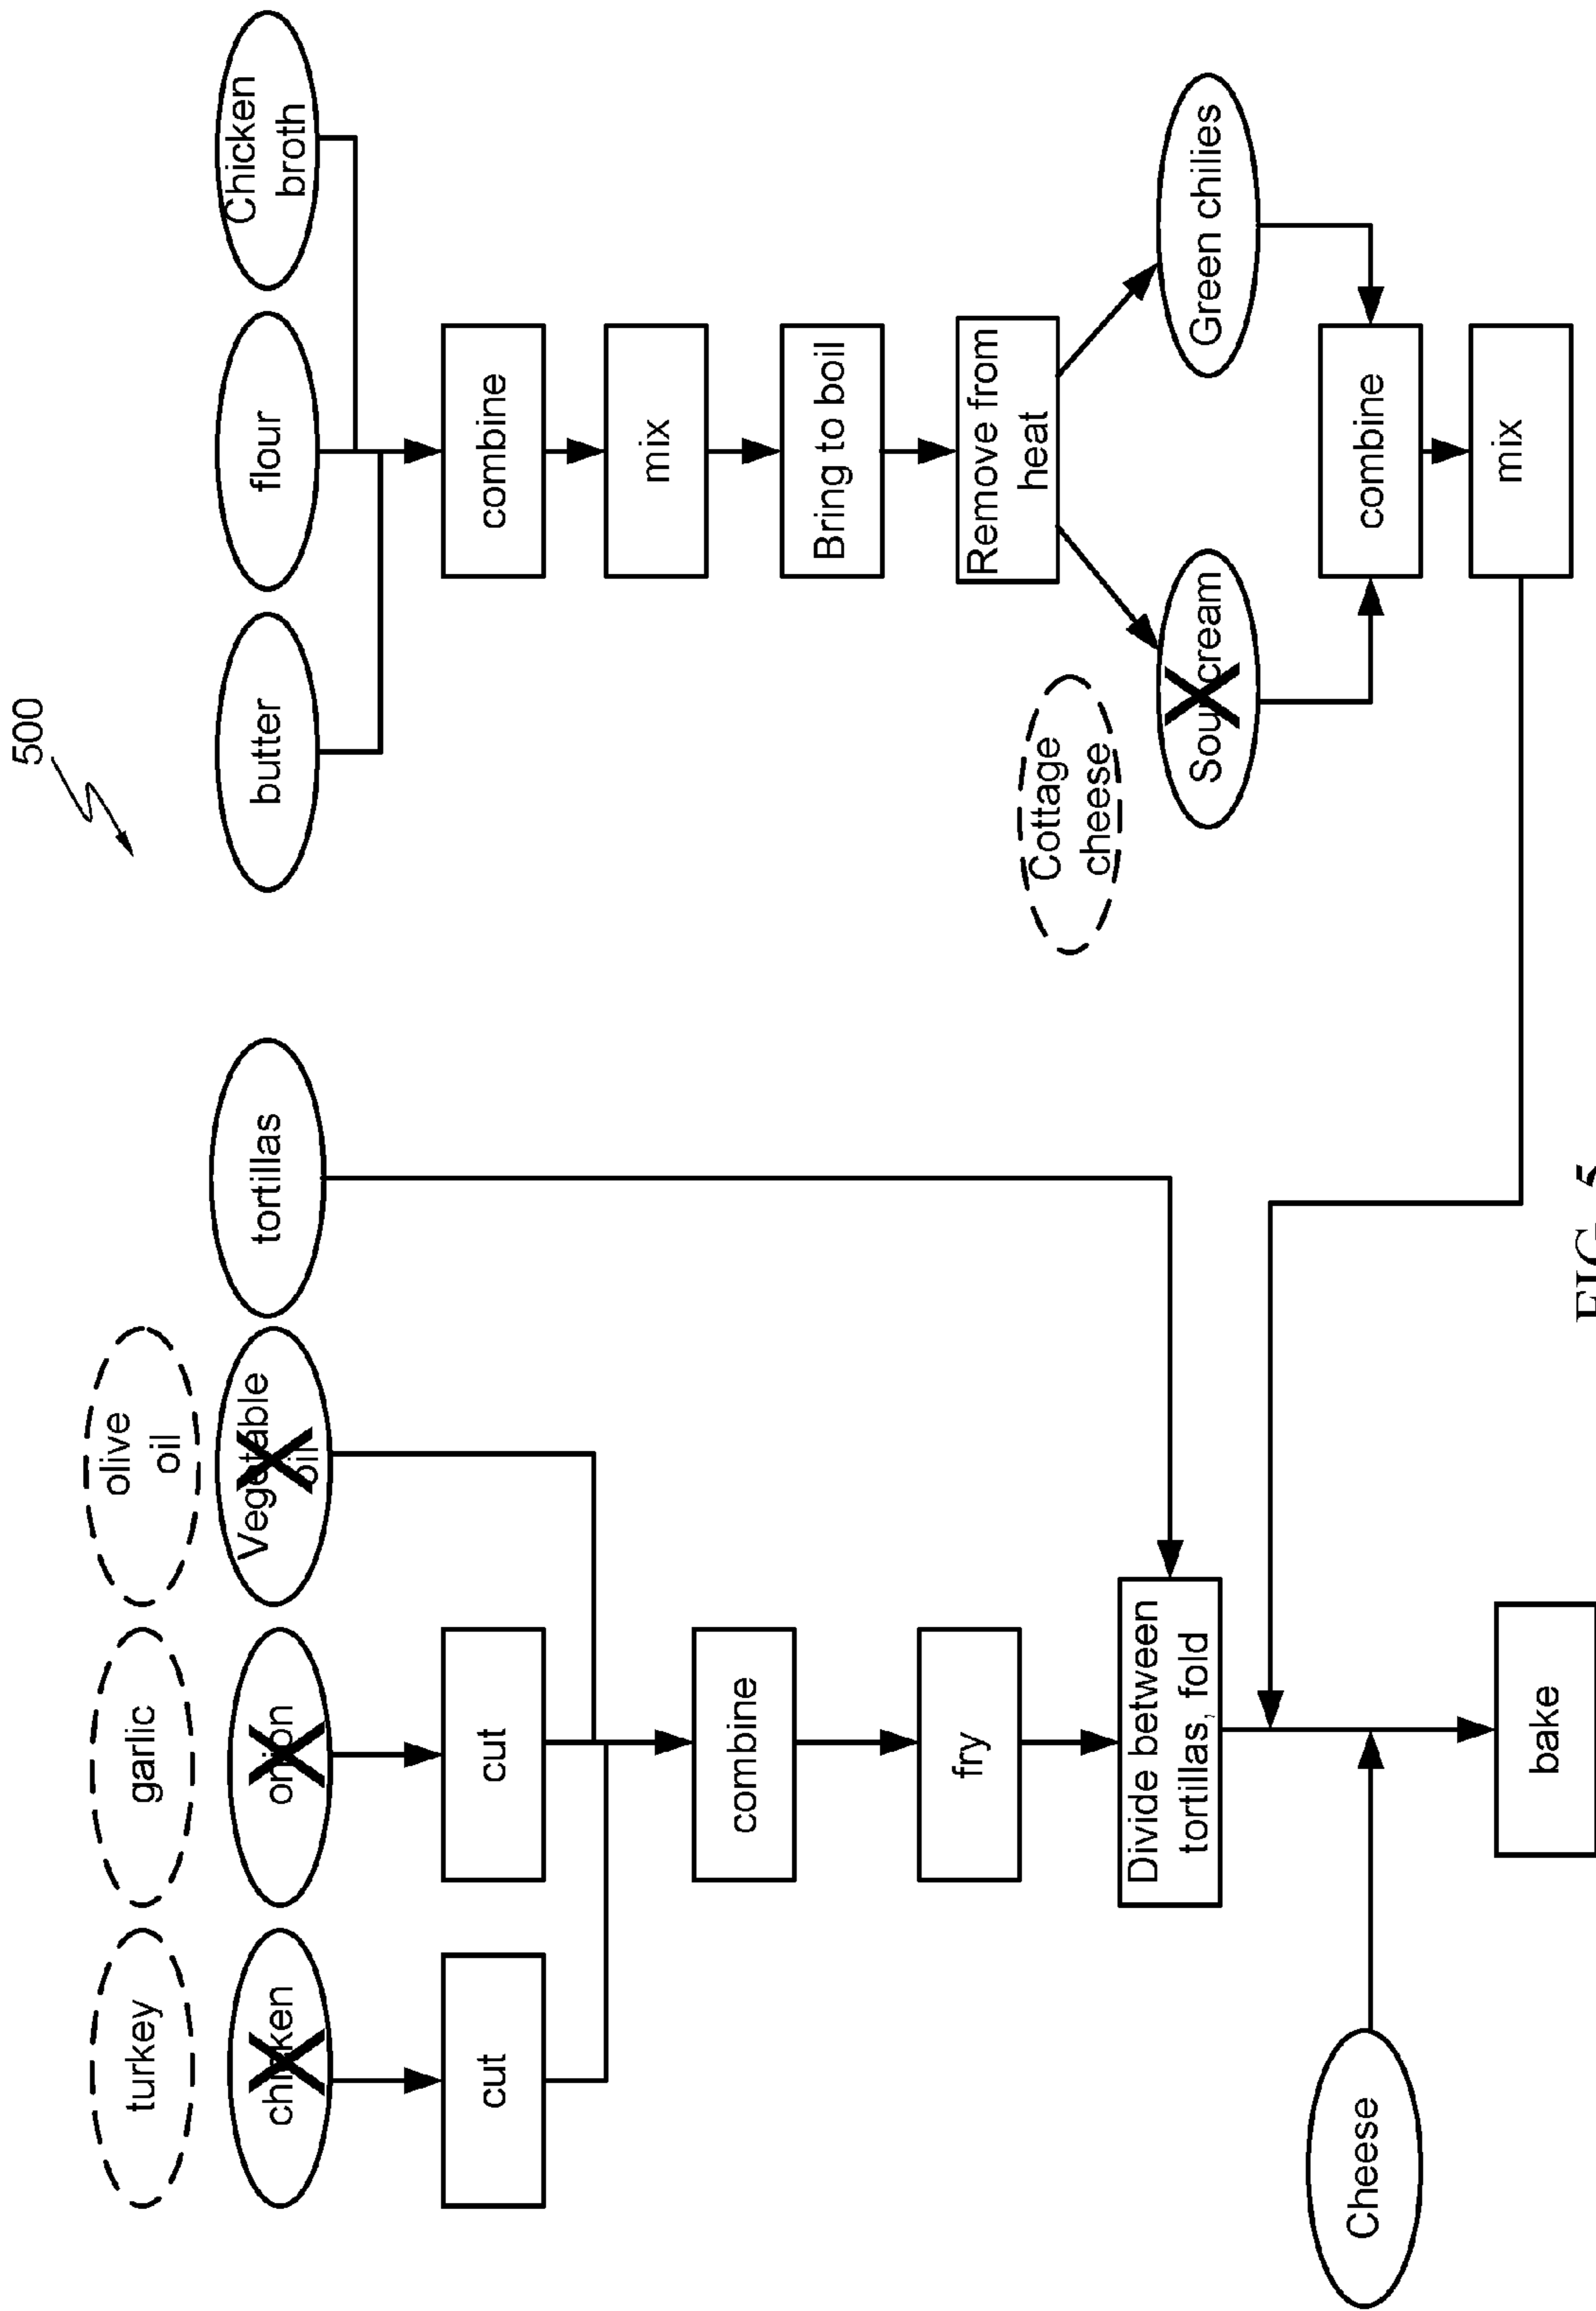 500
turkey
garlic
olive
oil
chicken
onion
Vegetable
oil
tortillas
butter
flour
Chicken
broth
cut
cut
combine
combine
mix
fry
Bring to boil
Remove from
heat
Cottage
cheese
Sour cream
Green chilies
Divide between
tortillas, fold
Cheese
combine
mix
bake
FIG. 5